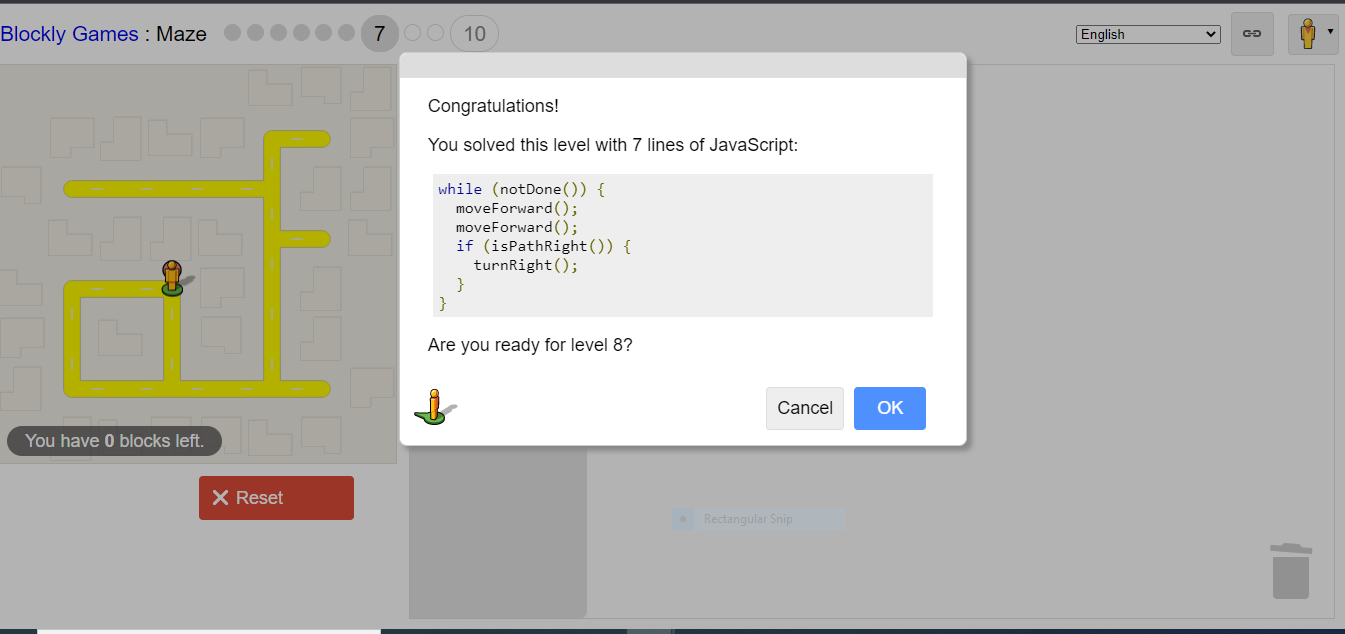 Blockly Games : Maze 7 10 English
Congratulations!
You solved this level with 7 lines of JavaScript:
while (notDone()) {
  moveForward();
  moveForward();
  if (isPathRight()) {
    turnRight();
  }
}
Are you ready for level 8?
Cancel OK
You have 0 blocks left.
Reset
Rectangular Snip